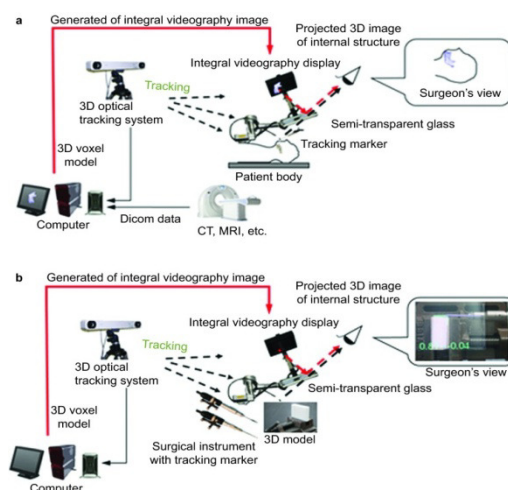 a
Generated of integral videography image
Projected 3D image
of internal structure
Integral videography display
Tracking
3D optical
tracking system
Surgeon's view
Semi-transparent glass
Tracking marker
3D voxel
model
Patient body
Dicom data
Computer
CT, MRI, etc.
b
Generated of integral videography image
Projected 3D image
of internal structure
Integral videography display
Tracking
3D optical
tracking system
Surgeon's view
Semi-transparent glass
3D voxel
model
3D model
Surgical instrument
with tracking marker
Computer